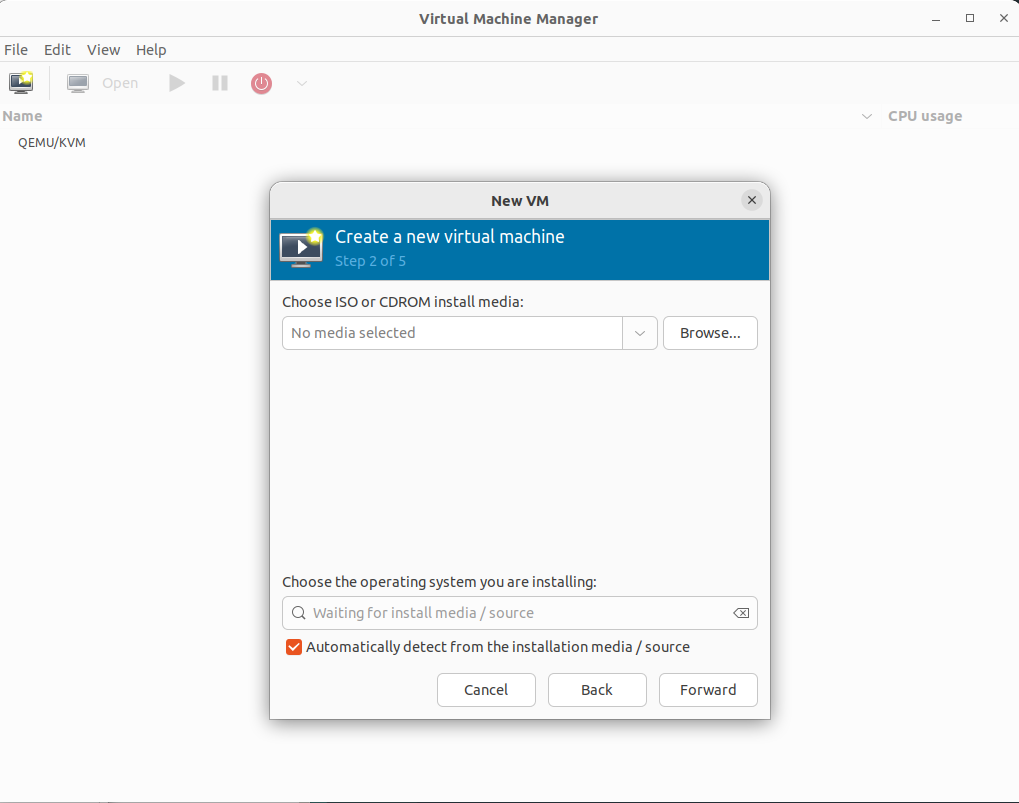 Virtual Machine Manager
File Edit View Help
Open
Name CPU usage
QEMU/KVM
New VM
Create a new virtual machine
Step 2 of 5
Choose ISO or CDROM install media:
No media selected Browse...
Choose the operating system you are installing:
Waiting for install media / source
Automatically detect from the installation media / source
Cancel Back Forward